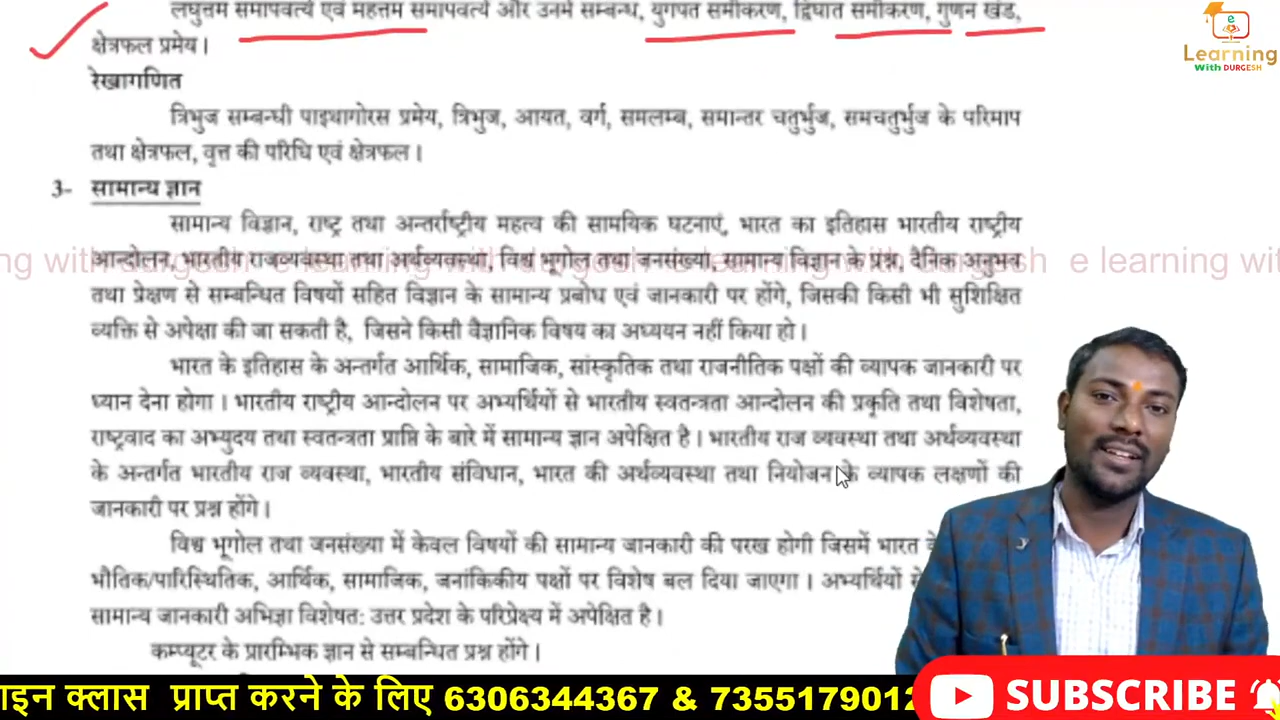 लघुत्तम समापवर्त्य एवं महत्तम समापवर्त्य और उनमें सम्बन्ध, युगपत समीकरण, द्विघात समीकरण, गुणन खंड,
क्षेत्रफल प्रमेय।
e
Learning
With DURGESH
रेखागणित
त्रिभुज सम्बन्धी पाइथागोरस प्रमेय, त्रिभुज, आयत, वर्ग, समलम्ब, समान्तर चतुर्भुज, समचतुर्भुज के परिमाप
तथा क्षेत्रफल, वृत्त की परिधि एवं क्षेत्रफल।
3- सामान्य ज्ञान
सामान्य विज्ञान, राष्ट्र तथा अन्तर्राष्ट्रीय महत्व की सामयिक घटनाएं, भारत का इतिहास भारतीय राष्ट्रीय
आन्दोलन, भारतीय राजव्यवस्था तथा अर्थव्यवस्था, विश्व भूगोल तथा जनसंख्या, सामान्य विज्ञान के प्रश्न, दैनिक अनुभव
ng with durgesh e learning with durgesh e learning wi
तथा प्रेक्षण से सम्बन्धित विषयों सहित विज्ञान के सामान्य प्रबोध एवं जानकारी पर होंगे, जिसकी किसी भी सुशिक्षित
व्यक्ति से अपेक्षा की जा सकती है, जिसने किसी वैज्ञानिक विषय का अध्ययन नहीं किया हो।
भारत के इतिहास के अन्तर्गत आर्थिक, सामाजिक, सांस्कृतिक तथा राजनीतिक पक्षों की व्यापक जानकारी पर
ध्यान देना होगा। भारतीय राष्ट्रीय आन्दोलन पर अभ्यर्थियों से भारतीय स्वतन्त्रता आन्दोलन की प्रकृति तथा विशेषता,
राष्ट्रवाद का अभ्युदय तथा स्वतन्त्रता प्राप्ति के बारे में सामान्य ज्ञान अपेक्षित है। भारतीय राज व्यवस्था तथा अर्थव्यवस्था
के अन्तर्गत भारतीय राज व्यवस्था, भारतीय संविधान, भारत की अर्थव्यवस्था तथा नियोजन के व्यापक लक्षणों की
जानकारी पर प्रश्न होंगे।
विश्व भूगोल तथा जनसंख्या में केवल विषयों की सामान्य जानकारी की परख होगी जिसमें भारत
भौतिक/पारिस्थितिक, आर्थिक, सामाजिक, जनांकिकीय पक्षों पर विशेष बल दिया जाएगा। अभ्यर्थियों
सामान्य जानकारी अभिज्ञा विशेषत: उत्तर प्रदेश के परिप्रेक्ष्य में अपेक्षित है।
कम्प्यूटर के प्रारम्भिक ज्ञान से सम्बन्धित प्रश्न होंगे।
ाइन क्लास प्राप्त करने के लिए 6306344367 & 7355179012
SUBSCRIBE